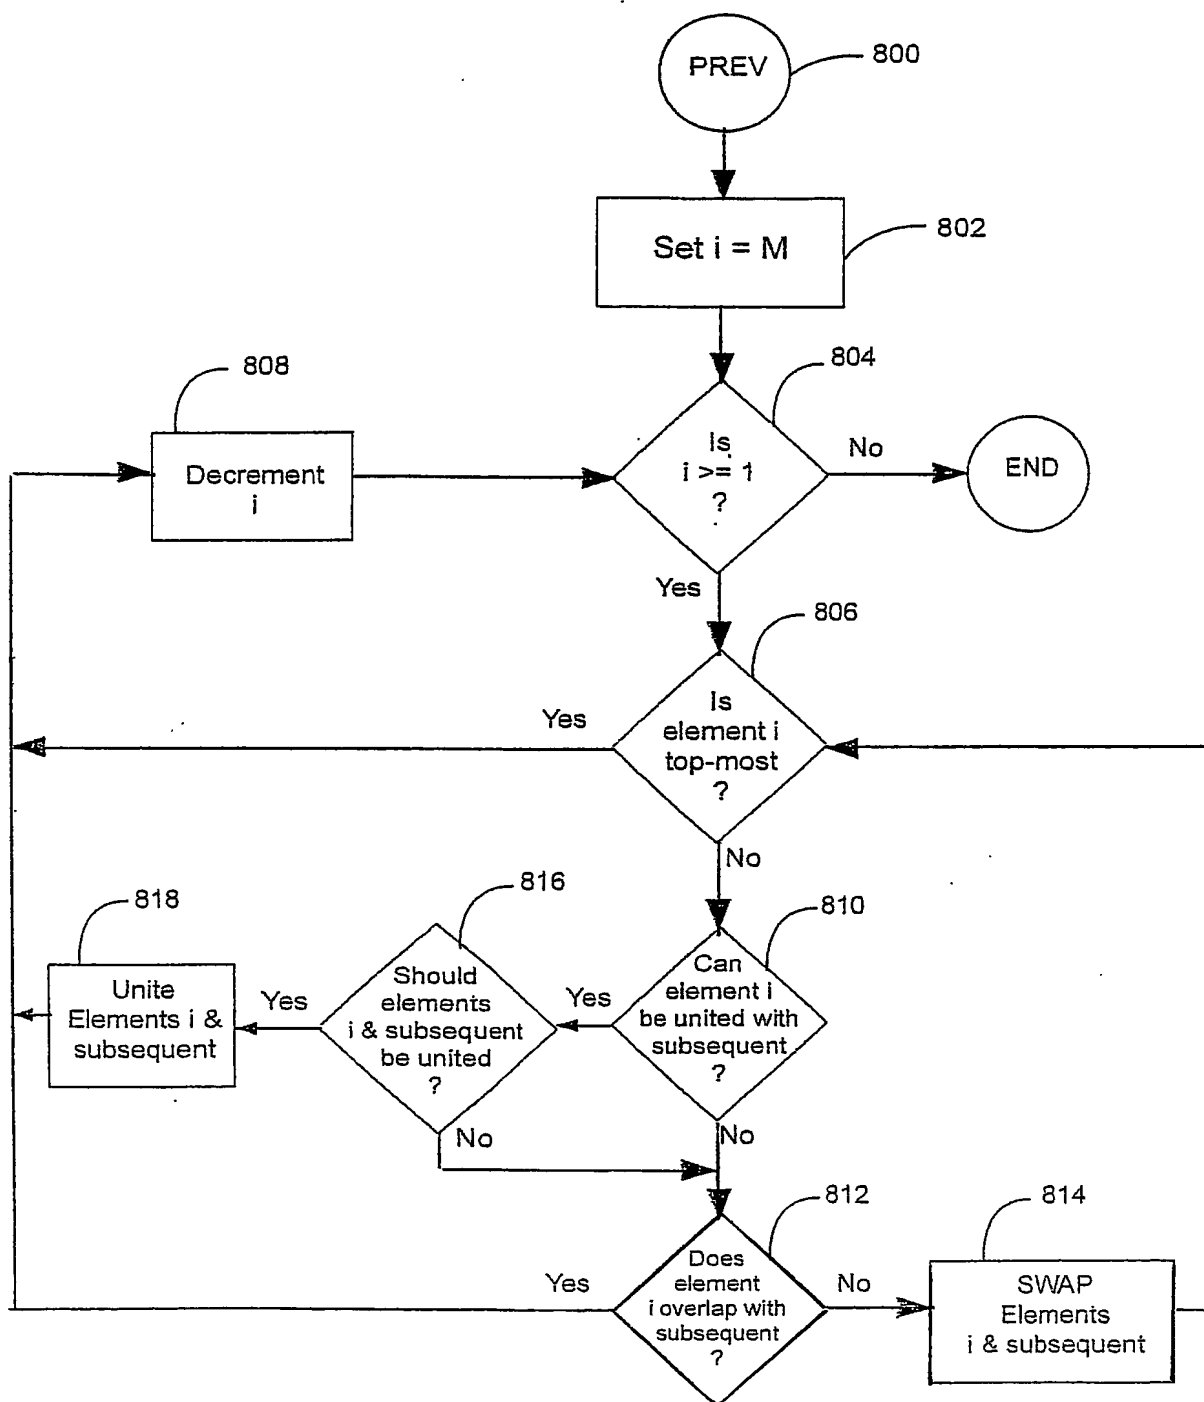 PREV
800
Set i = M
802
804
808
Is
i >= 1
?
No
END
Decrement
i
Yes
806
Is
element i
top-most
?
Yes
No
816
810
818
Can
element i
be united with
subsequent
?
Yes
Should
elements
i & subsequent
be united
?
Yes
Unite
Elements i &
subsequent
No
No
812
814
Does
element
i overlap with
subsequent
?
Yes
No
SWAP
Elements
i & subsequent